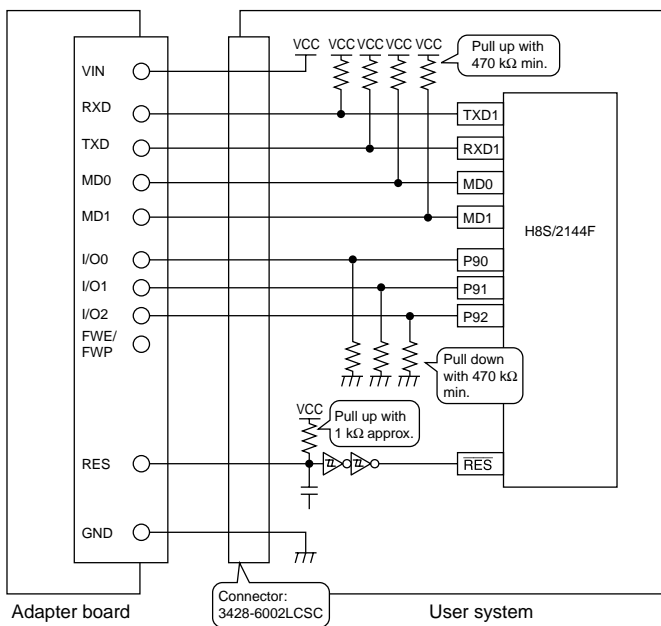 VCC VCC VCC VCC VCC
Pull up with
470 kΩ min.
VIN
RXD
TXD1
TXD
RXD1
MD0
MD0
MD1
MD1
H8S/2144F
I/O0
P90
I/O1
P91
I/O2
P92
FWE/
FWP
Pull down
with 470 kΩ
min.
VCC
Pull up with
1 kΩ approx.
RES
RES
GND
Connector:
3428-6002LCSC
Adapter board
User system